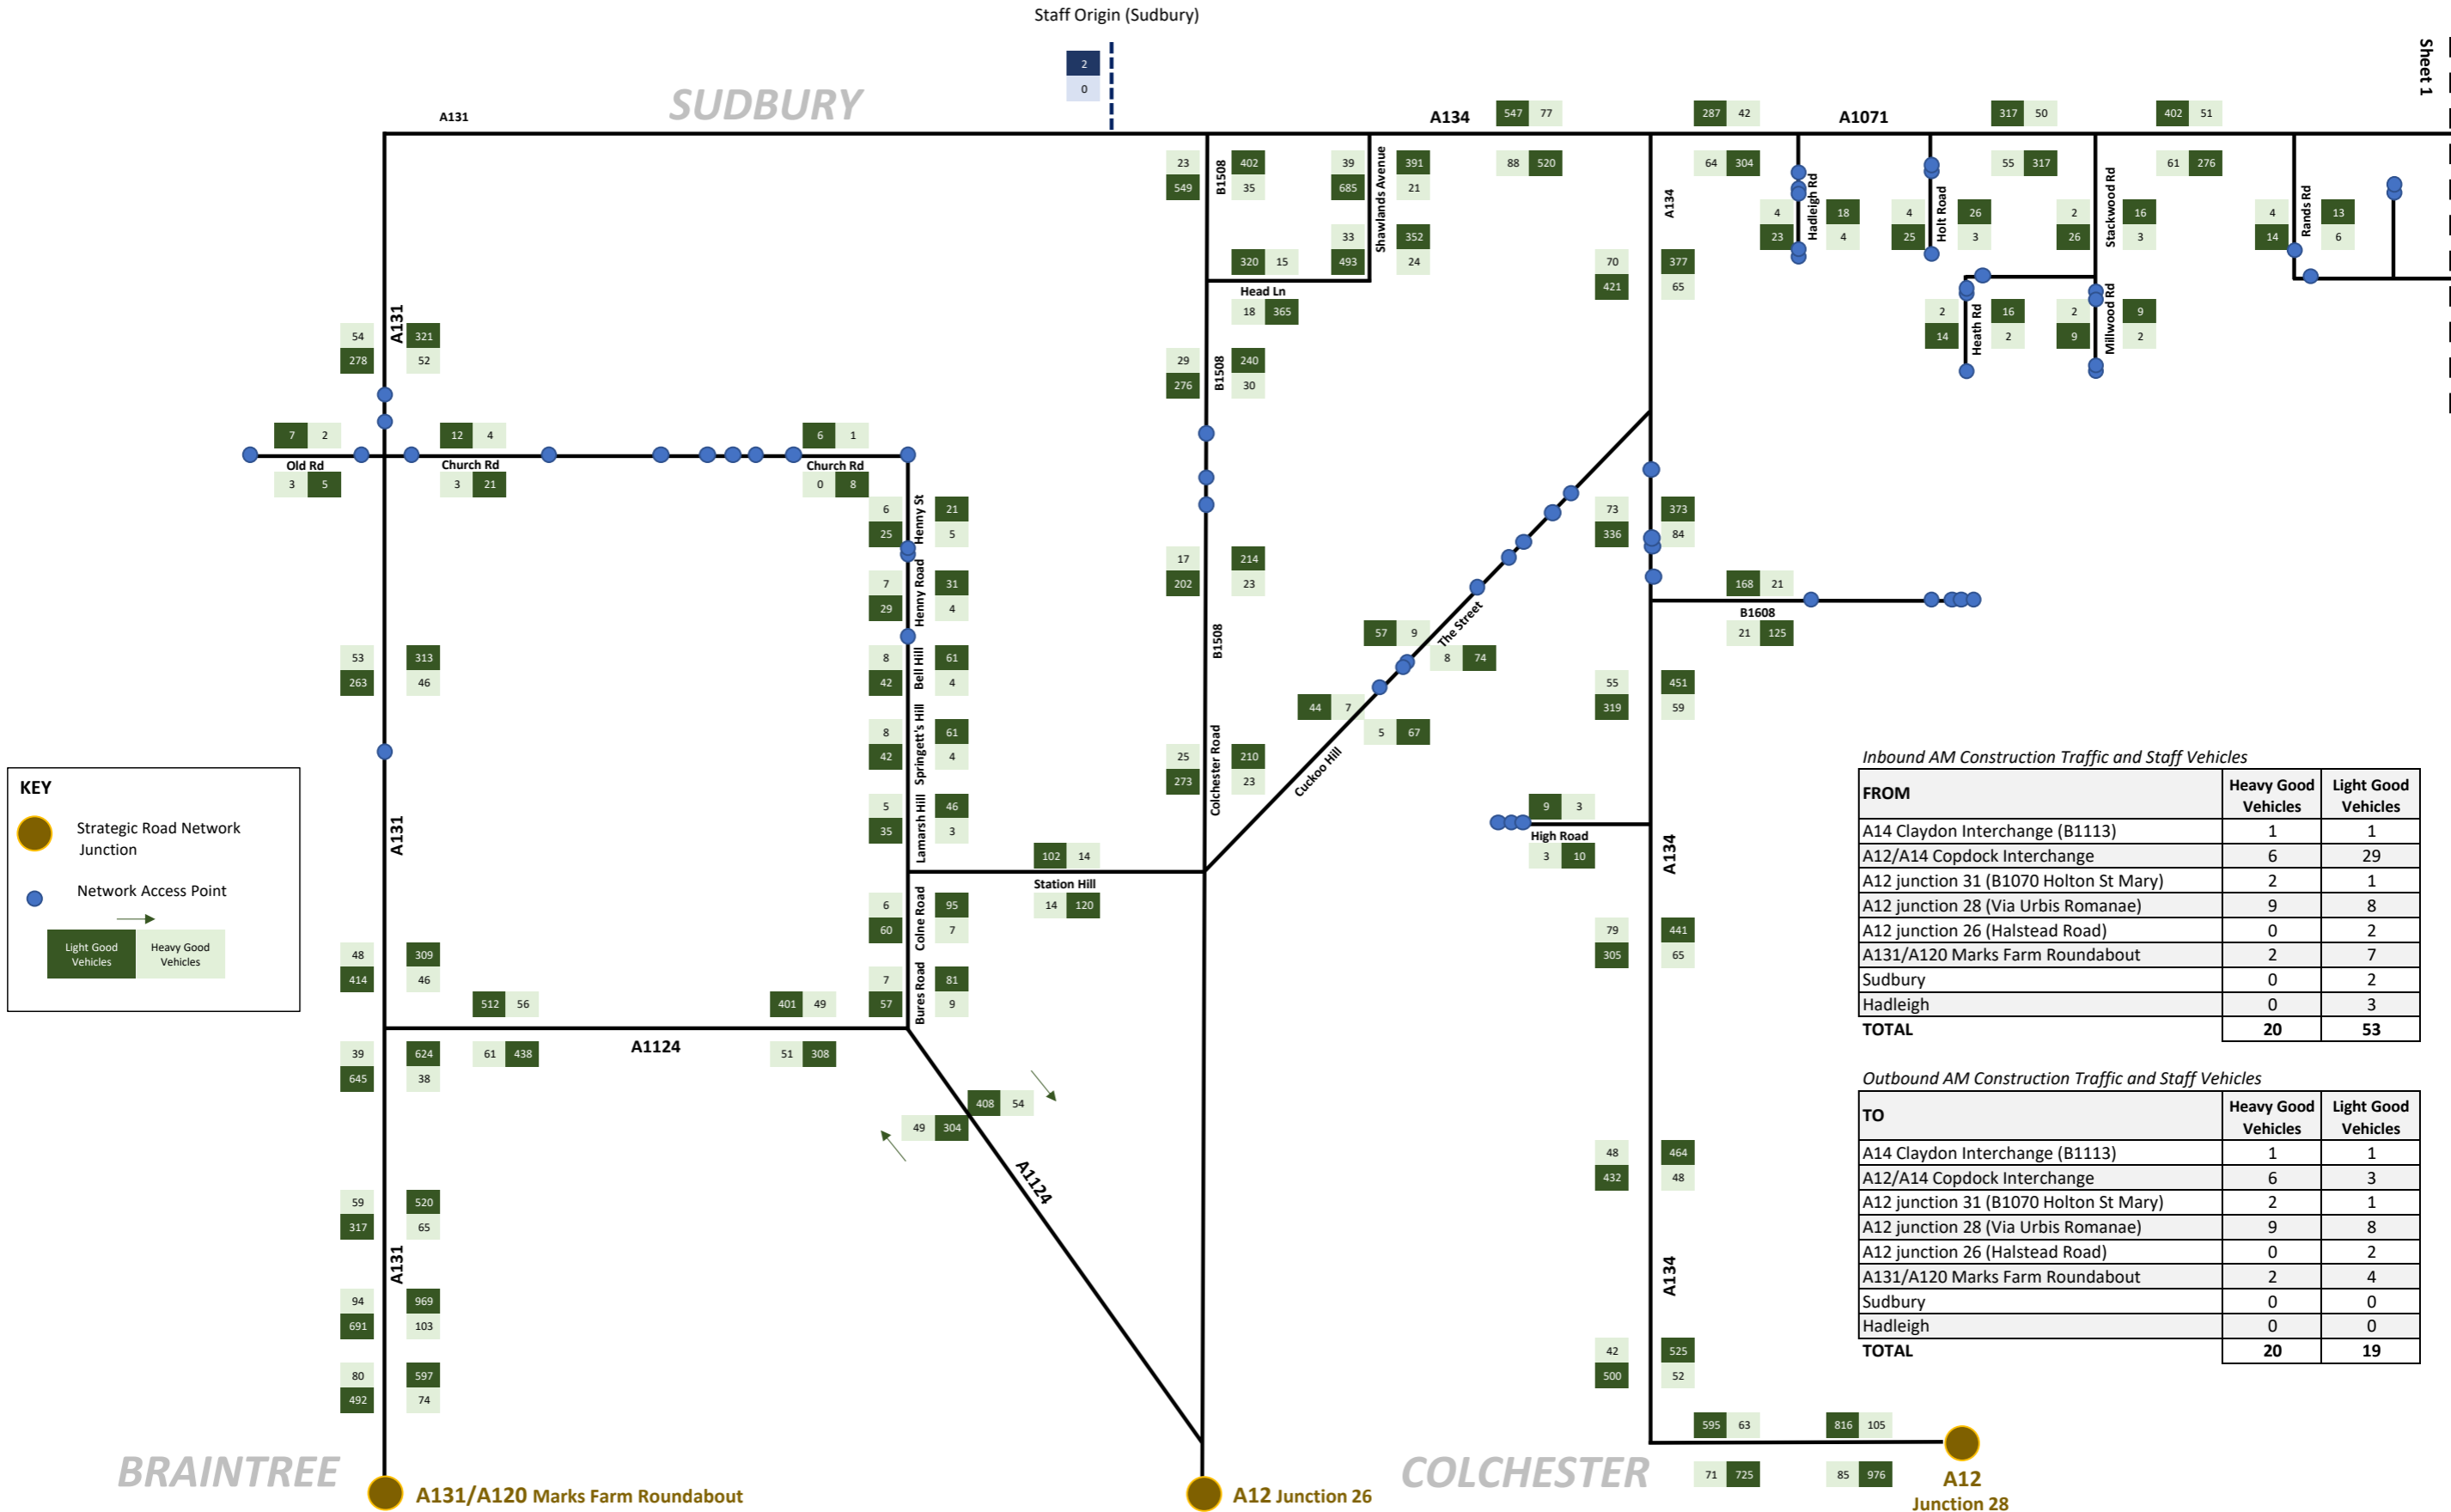 Staff Origin (Sudbury)
Sheet 1
2
0
SUDBURY
A131
A134
547 77
287 42
A1071
317 50
402 51
88 520
64 304
55 317
61 276
23
549
B1508
402
35
39
685
Shawlands Avenue
391
21
A134
4
23
Hadleigh Rd
18
4
4
25
Holt Road
26
3
2
26
Stackwood Rd
16
3
4
14
Rands Rd
13
6
33
493
352
24
320 15
Head Ln
18 365
70
421
377
65
2
14
Heath Rd
16
2
2
9
Millwood Rd
9
2
54
278
A131
321
52
29
276
B1508
240
30
7 2
Old Rd
3 5
12 4
Church Rd
3 21
6 1
Church Rd
0 8
6
25
Henny St
21
5
73
336
373
84
7
29
Henny Road
31
4
17
202
214
23
168 21
B1608
21 125
57 9
The Street
8 74
B1508
53
263
313
46
8
42
Bell Hill
61
4
55
319
451
59
44 7
5 67
Cuckoo Hill
8
42
Springett's Hill
61
4
25
273
Colchester Road
210
23
A131
5
35
Lamarsh Hill
46
3
9 3
High Road
3 10
A134
102 14
Station Hill
14 120
6
60
Colne Road
95
7
79
305
441
65
48
414
309
46
7
57
Bures Road
81
9
512 56
401 49
A1124
61 438
51 308
39
645
624
38
408 54
49 304
A1124
48
432
464
48
59
317
520
65
A131
A134
94
691
969
103
80
492
597
74
42
500
525
52
595 63
816 105
71 725
85 976
BRAINTREE
A131/A120 Marks Farm Roundabout
A12 Junction 26
COLCHESTER
A12
Junction 28
KEY
Strategic Road Network
Junction
Network Access Point
Light Good
Vehicles
Heavy Good
Vehicles
Inbound AM Construction Traffic and Staff Vehicles
FROM Heavy Good Vehicles Light Good Vehicles
A14 Claydon Interchange (B1113) 1 1
A12/A14 Copdock Interchange 6 29
A12 junction 31 (B1070 Holton St Mary) 2 1
A12 junction 28 (Via Urbis Romanae) 9 8
A12 junction 26 (Halstead Road) 0 2
A131/A120 Marks Farm Roundabout 2 7
Sudbury 0 2
Hadleigh 0 3
TOTAL 20 53
Outbound AM Construction Traffic and Staff Vehicles
TO Heavy Good Vehicles Light Good Vehicles
A14 Claydon Interchange (B1113) 1 1
A12/A14 Copdock Interchange 6 3
A12 junction 31 (B1070 Holton St Mary) 2 1
A12 junction 28 (Via Urbis Romanae) 9 8
A12 junction 26 (Halstead Road) 0 2
A131/A120 Marks Farm Roundabout 2 4
Sudbury 0 0
Hadleigh 0 0
TOTAL 20 19